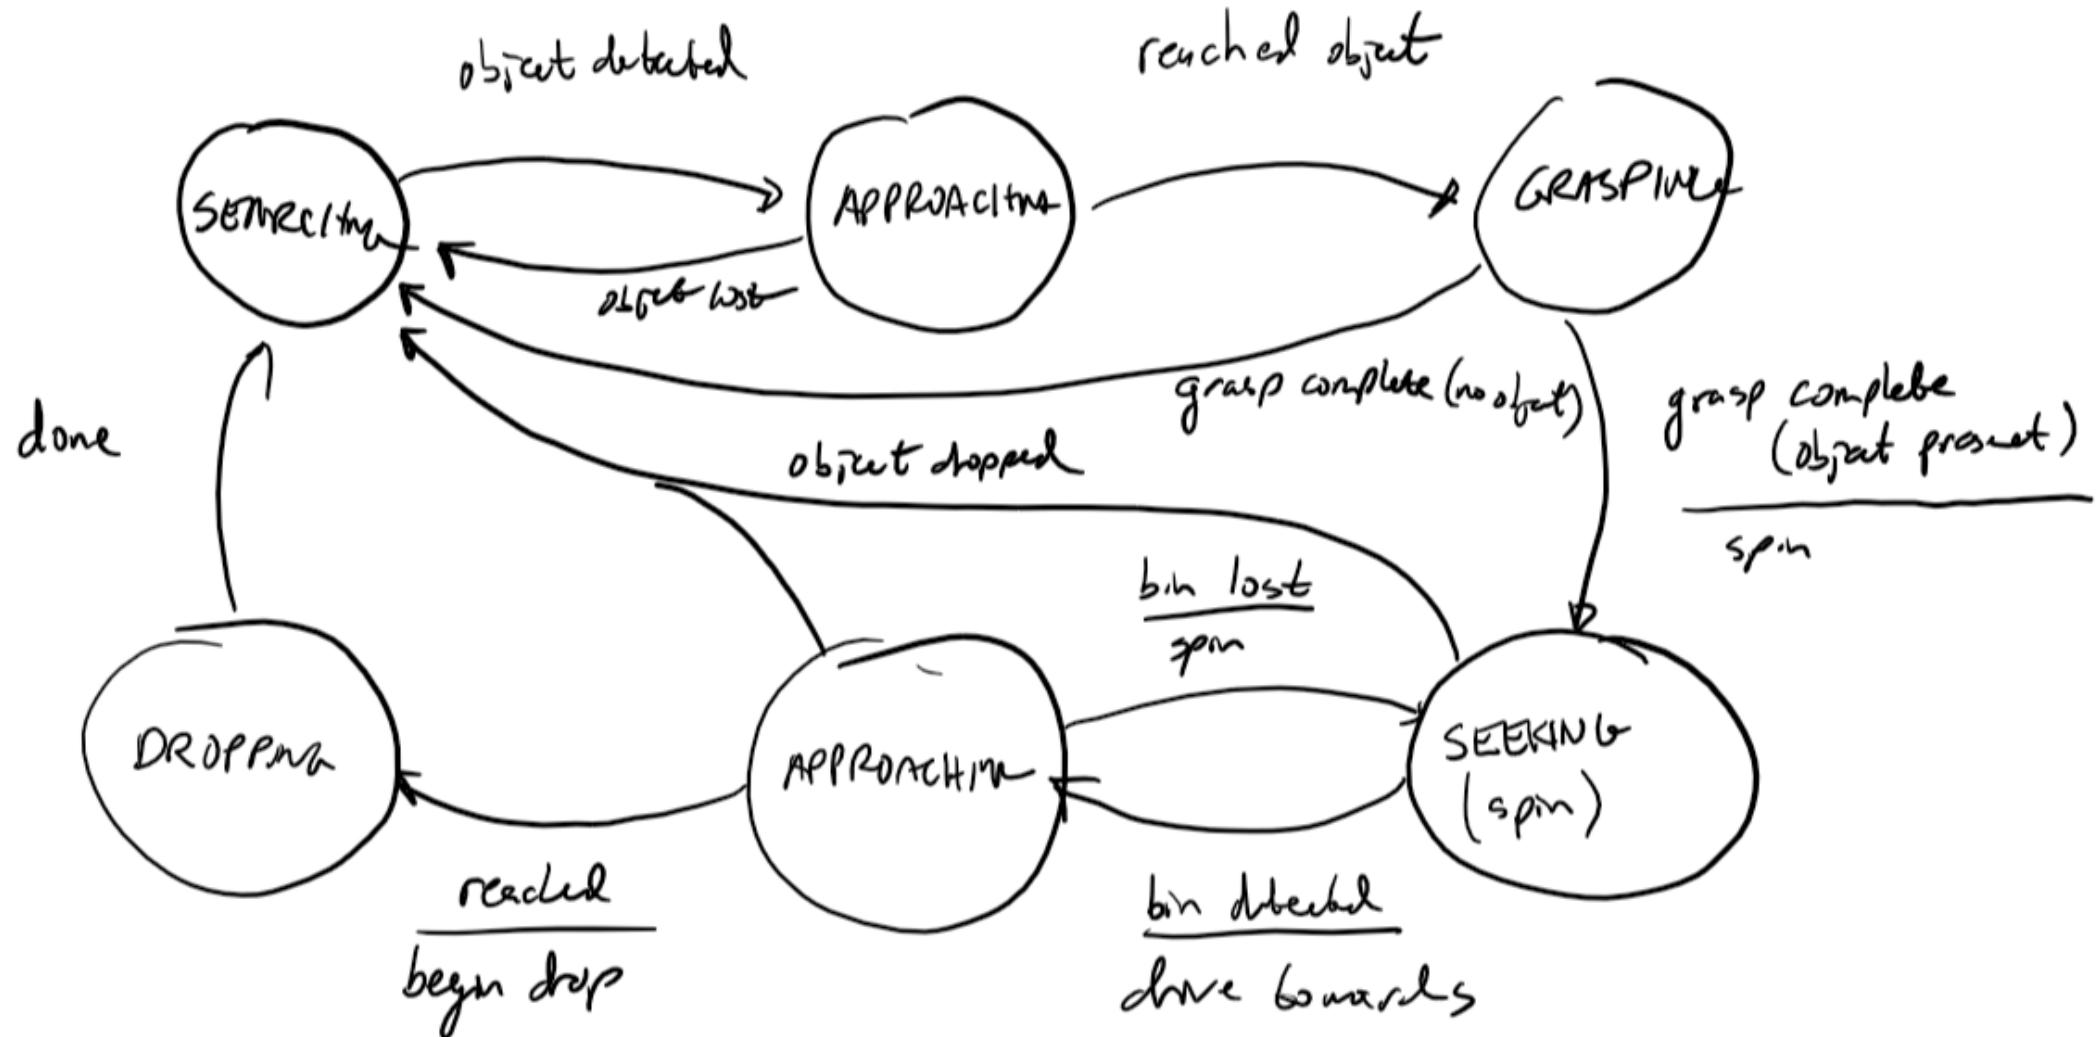 object detected
reached object
SEARCHING
APPROACHING
GRASPING
object lost
grasp complete (no object)
grasp complete
(object present)
spin
done
object dropped
bin lost
spin
DROPPING
APPROACHING
SEEKING
(spin)
reached
begin drop
bin detected
drive towards